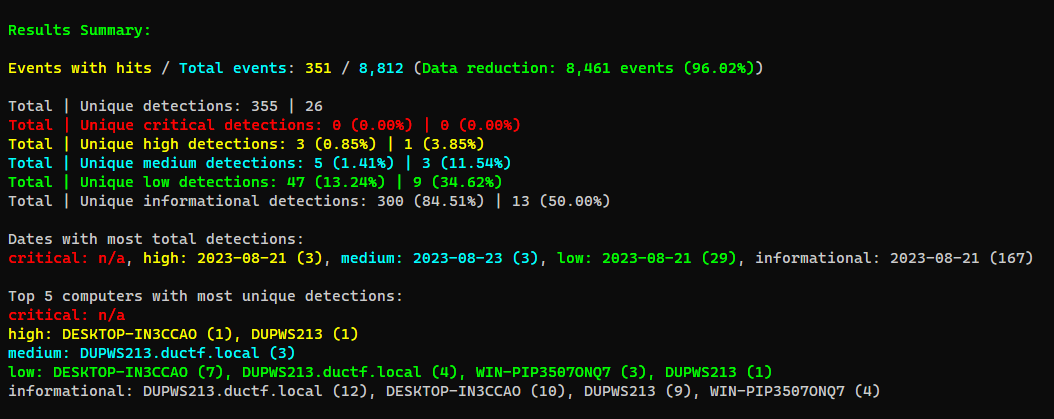 Results Summary:
Events with hits / Total events: 351 / 8,812 (Data reduction: 8,461 events (96.02%))
Total | Unique detections: 355 | 26
Total | Unique critical detections: 0 (0.00%) | 0 (0.00%)
Total | Unique high detections: 3 (0.85%) | 1 (3.85%)
Total | Unique medium detections: 5 (1.41%) | 3 (11.54%)
Total | Unique low detections: 47 (13.24%) | 9 (34.62%)
Total | Unique informational detections: 300 (84.51%) | 13 (50.00%)
Dates with most total detections:
critical: n/a, high: 2023-08-21 (3), medium: 2023-08-23 (3), low: 2023-08-21 (29), informational: 2023-08-21 (167)
Top 5 computers with most unique detections:
critical: n/a
high: DESKTOP-IN3CCAO (1), DUPWS213 (1)
medium: DUPWS213.ductf.local (3)
low: DESKTOP-IN3CCAO (7), DUPWS213.ductf.local (4), WIN-PIP3507ONQ7 (3), DUPWS213 (1)
informational: DUPWS213.ductf.local (12), DESKTOP-IN3CCAO (10), DUPWS213 (9), WIN-PIP3507ONQ7 (4)